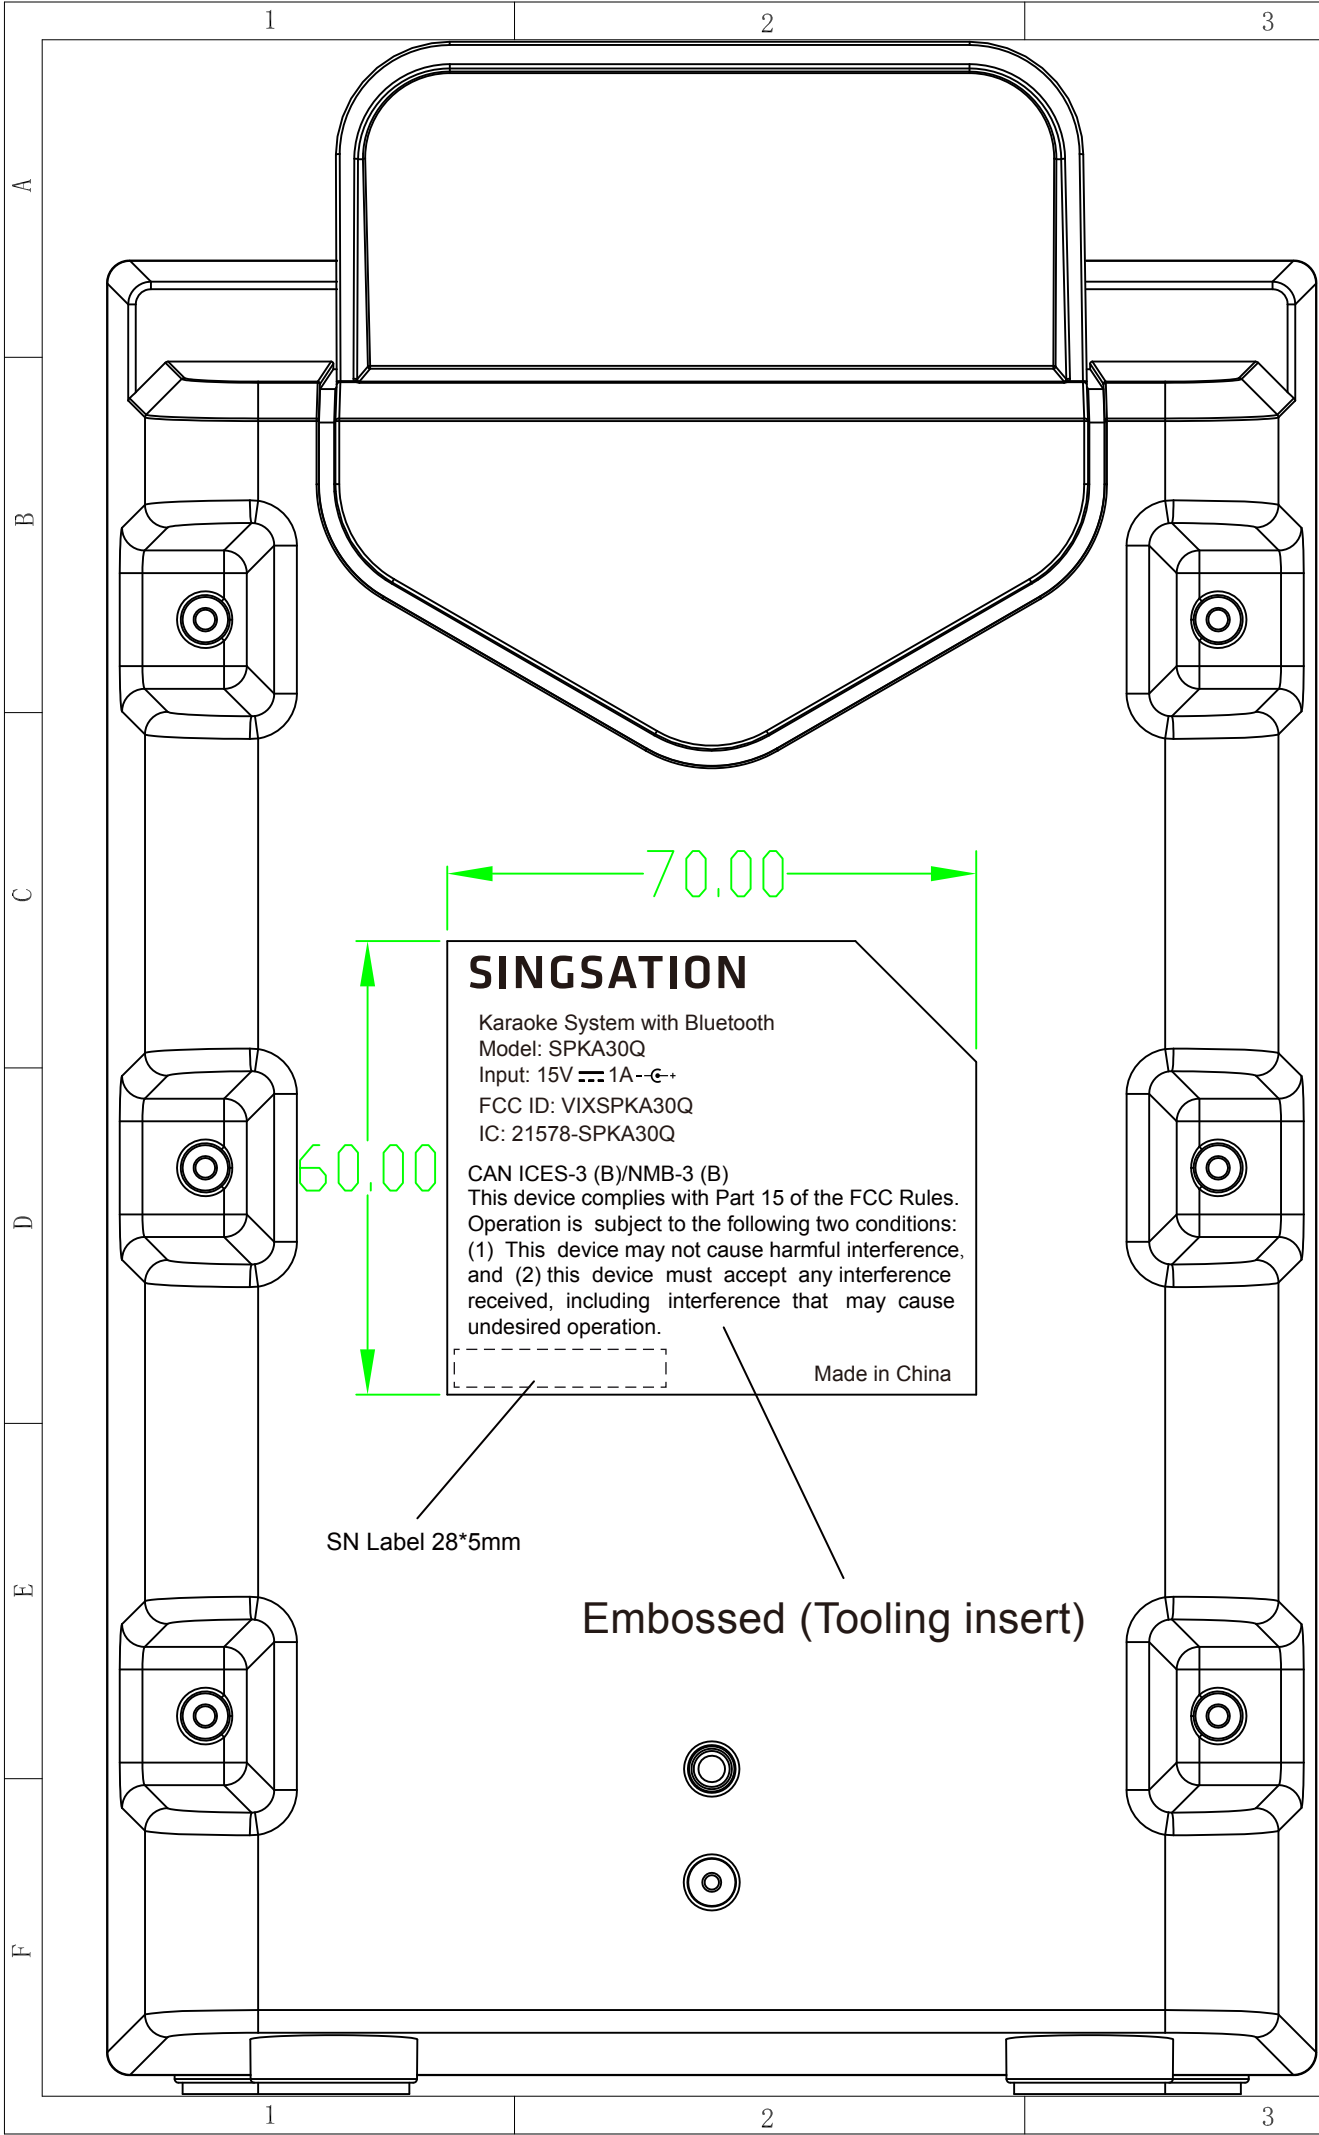 1 2 3
A
B
C
D
E
F
70.00
60.00
SINGSATION
Karaoke System with Bluetooth
Model: SPKA30Q
Input: 15V 1A
FCC ID: VIXSPKA30Q
IC: 21578-SPKA30Q
CAN ICES-3 (B)/NMB-3 (B)
This device complies with Part 15 of the FCC Rules.
Operation is subject to the following two conditions:
(1) This device may not cause harmful interference,
and (2) this device must accept any interference
received, including interference that may cause
undesired operation.
Made in China
SN Label 28*5mm
Embossed (Tooling insert)
1 2 3